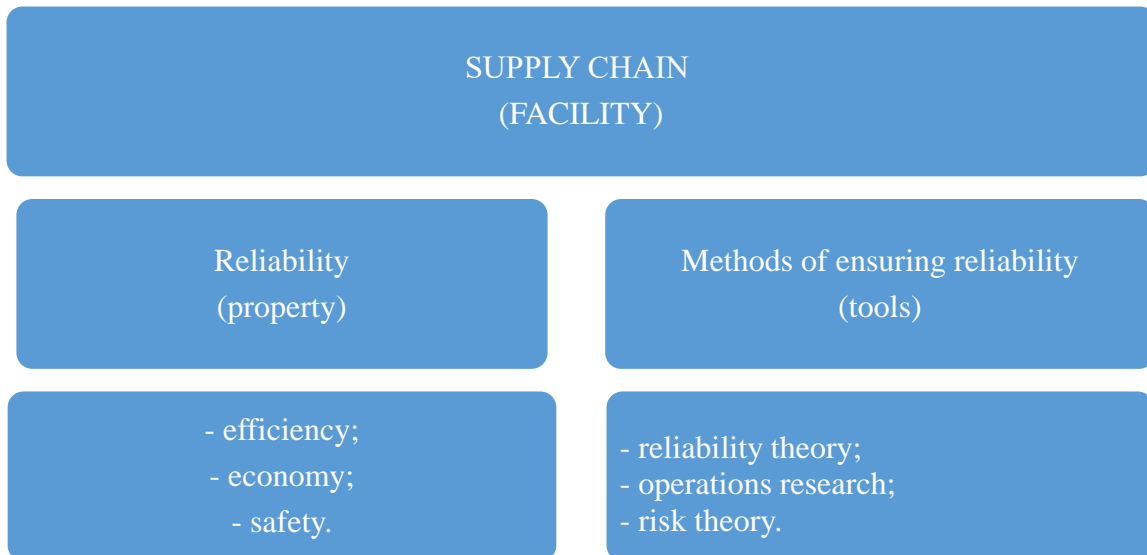 SUPPLY CHAIN
(FACILITY)
Reliability
(property)
Methods of ensuring reliability
(tools)
- efficiency;
- economy;
- safety.
- reliability theory;
- operations research;
- risk theory.